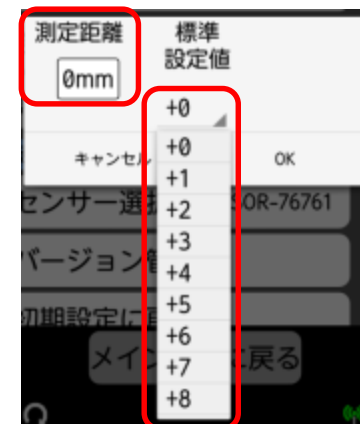 測定距離
標準
設定値
0mm
+0
キャンセル
OK
+0
+1
+2
+3
+4
+5
+6
+7
+8
センサー選
SOR-76761
バージョン
初期設定に
メイン
に戻る